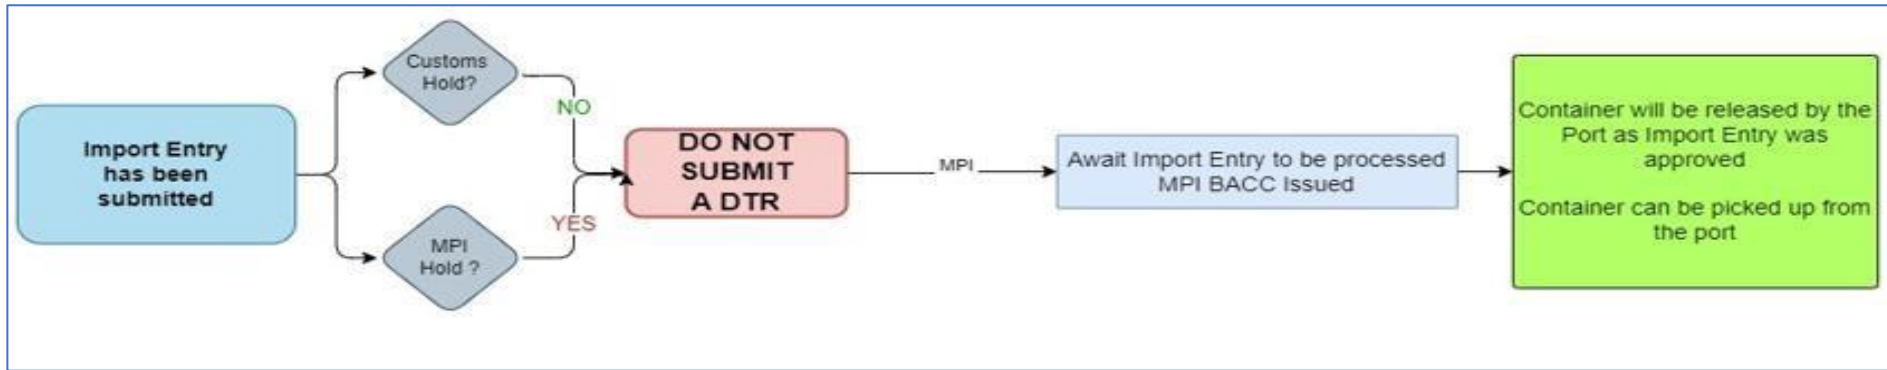 Import Entry
has been
submitted
Customs
Hold?
NO
MPI
Hold ?
YES
DO NOT
SUBMIT
A DTR
MPI
Await Import Entry to be processed
MPI BACC Issued
Container will be released by the
Port as Import Entry was
approved
Container can be picked up from
the port